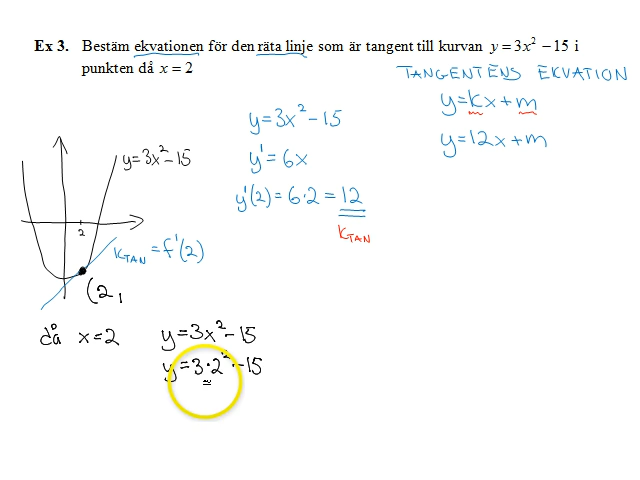 Ex 3. Bestäm ekvationen för den räta linje som är tangent till kurvan y = 3x² − 15 i
punkten då x = 2
TANGENTENS EKVATION
y=kx+m
y=12x+m
y=3x²-15
y'=6x
y'(2)=6·2=12
K_TAN
y=3x²-15
2
K_TAN = f'(2)
(2,
då x=2 y=3x²-15
y=3·2²-15